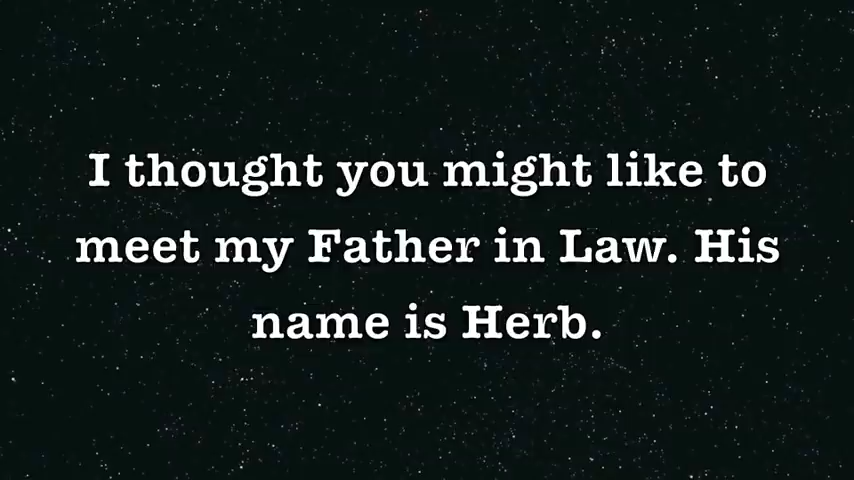 I thought you might like to
meet my Father in Law. His
name is Herb.